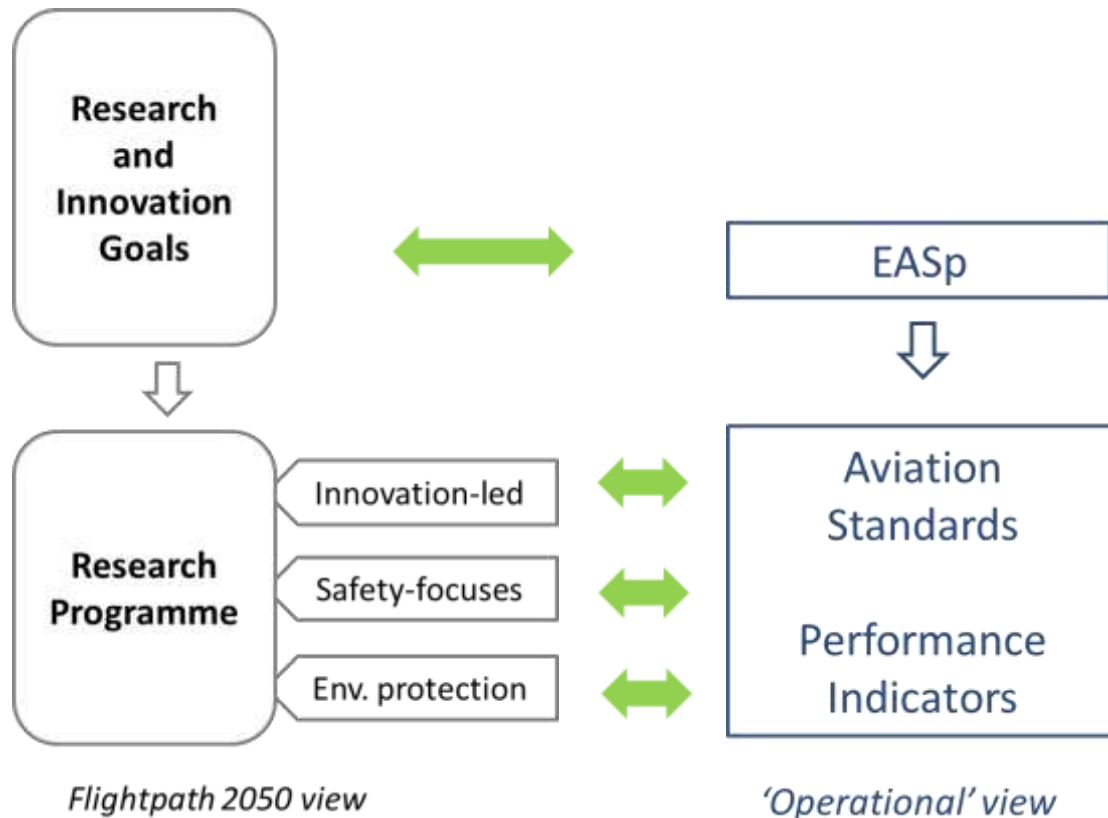 Research
and
Innovation
Goals
EASp
Research
Programme
Innovation-led
Safety-focuses
Env. protection
Aviation
Standards
Performance
Indicators
Flightpath 2050 view
‘Operational’ view